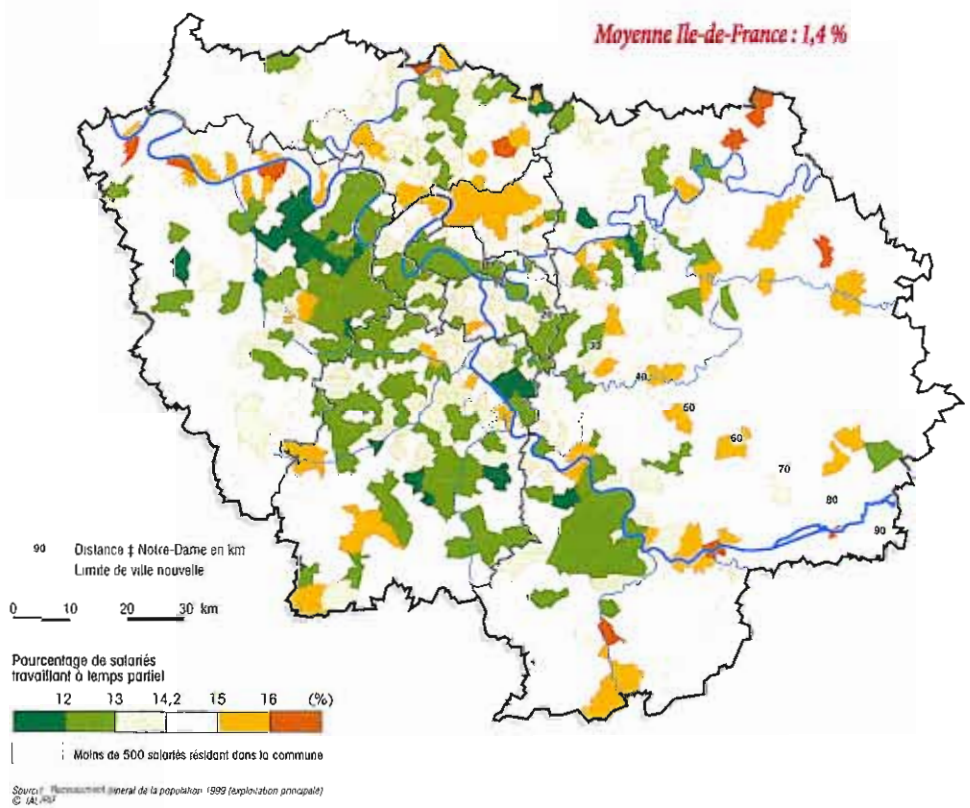 Moyenne Ile-de-France : 1,4 %
20
30
40
50
60
70
80
90
90 Distance ‡ Notre-Dame en km
Limite de ville nouvelle
0 10 20 30 km
Pourcentage de salariés
travaillant à temps partiel
12 13 14,2 15 16 (%)
Moins de 500 salariés résidant dans la commune
général de la population 1999 (exploitation principale)
©